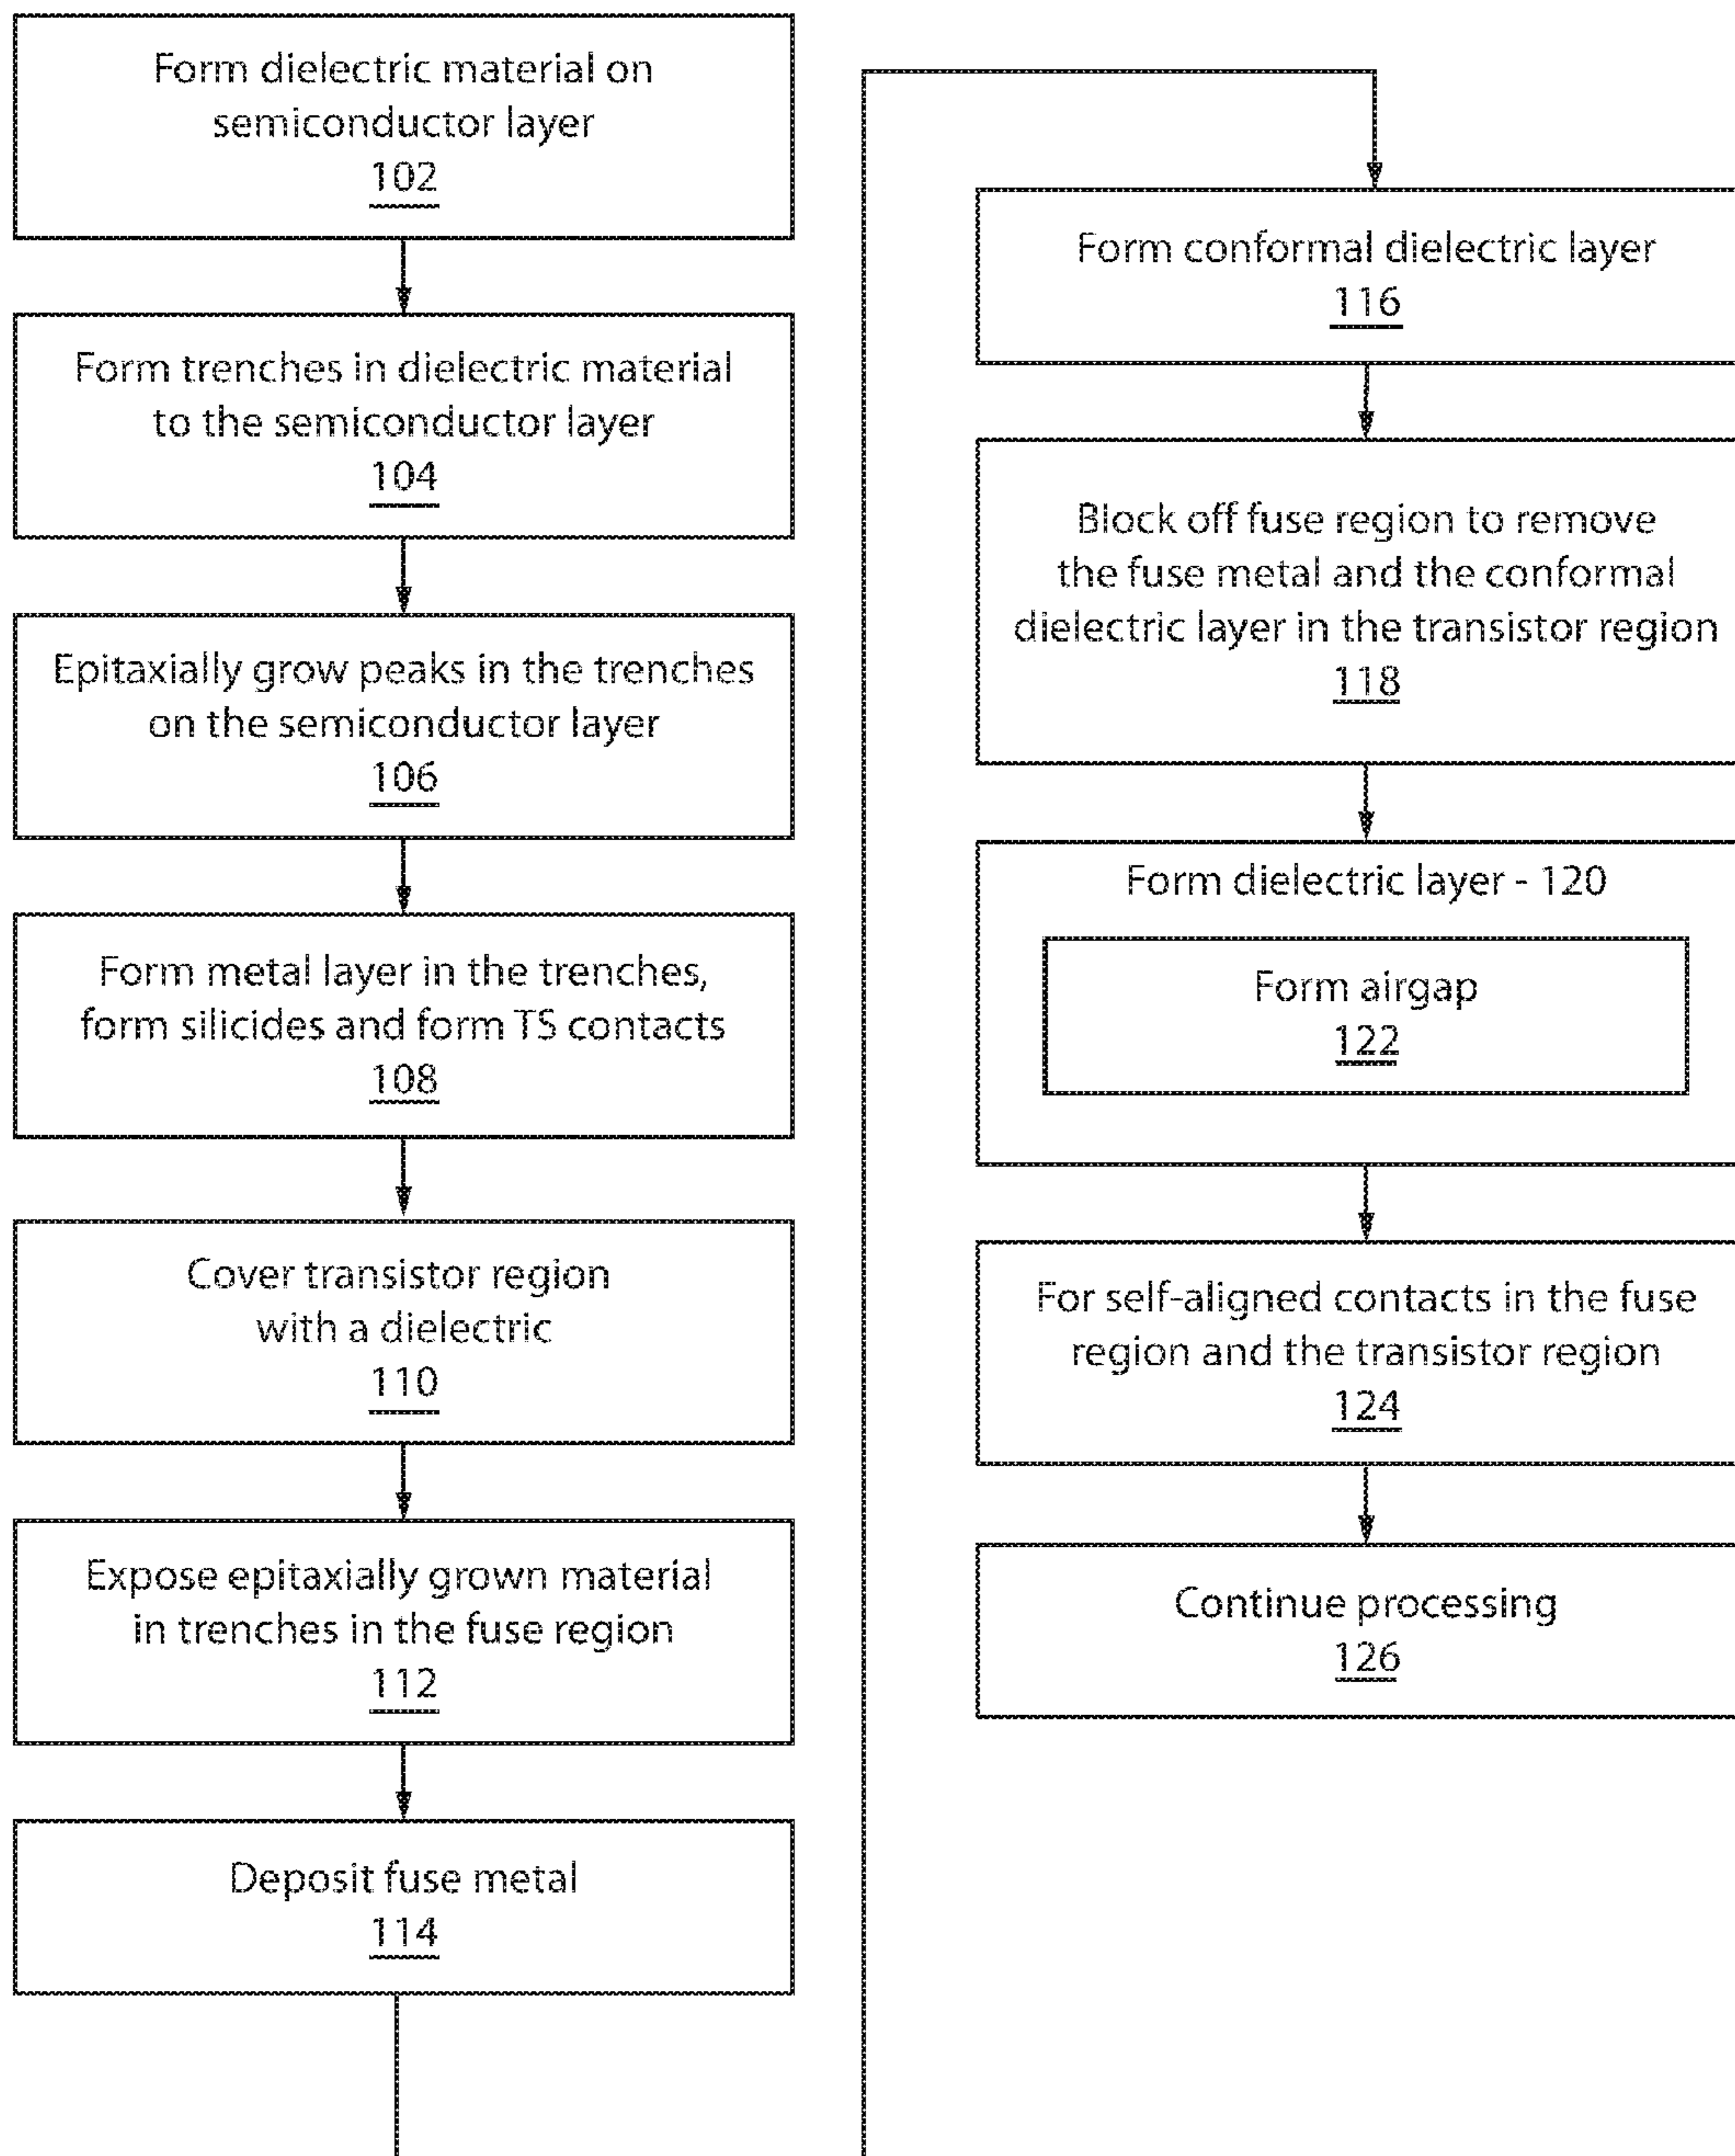 Form dielectric material on
semiconductor layer
102
Form trenches in dielectric material
to the semiconductor layer
104
Epitaxially grow peaks in the trenches
on the semiconductor layer
106
Form metal layer in the trenches,
form silicides and form TS contacts
108
Cover transistor region
with a dielectric
110
Expose epitaxially grown material
in trenches in the fuse region
112
Deposit fuse metal
114
Form conformal dielectric layer
116
Block off fuse region to remove
the fuse metal and the conformal
dielectric layer in the transistor region
118
Form dielectric layer - 120
Form airgap
122
For self-aligned contacts in the fuse
region and the transistor region
124
Continue processing
126